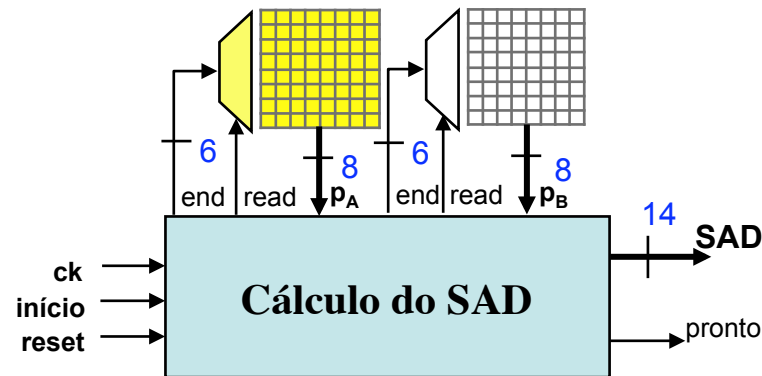 6
end
read
8
p_A
6
end
read
8
p_B
14
SAD
ck
início
reset
Cálculo do SAD
pronto